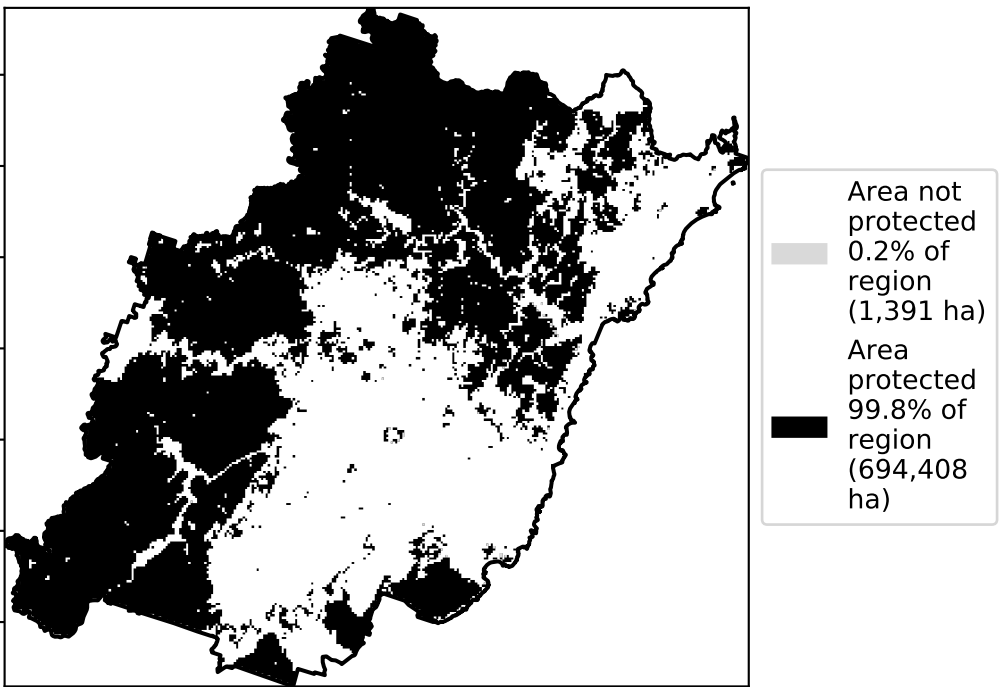 Area not
protected
0.2% of
region
(1,391 ha)
Area
protected
99.8% of
region
(694,408
ha)